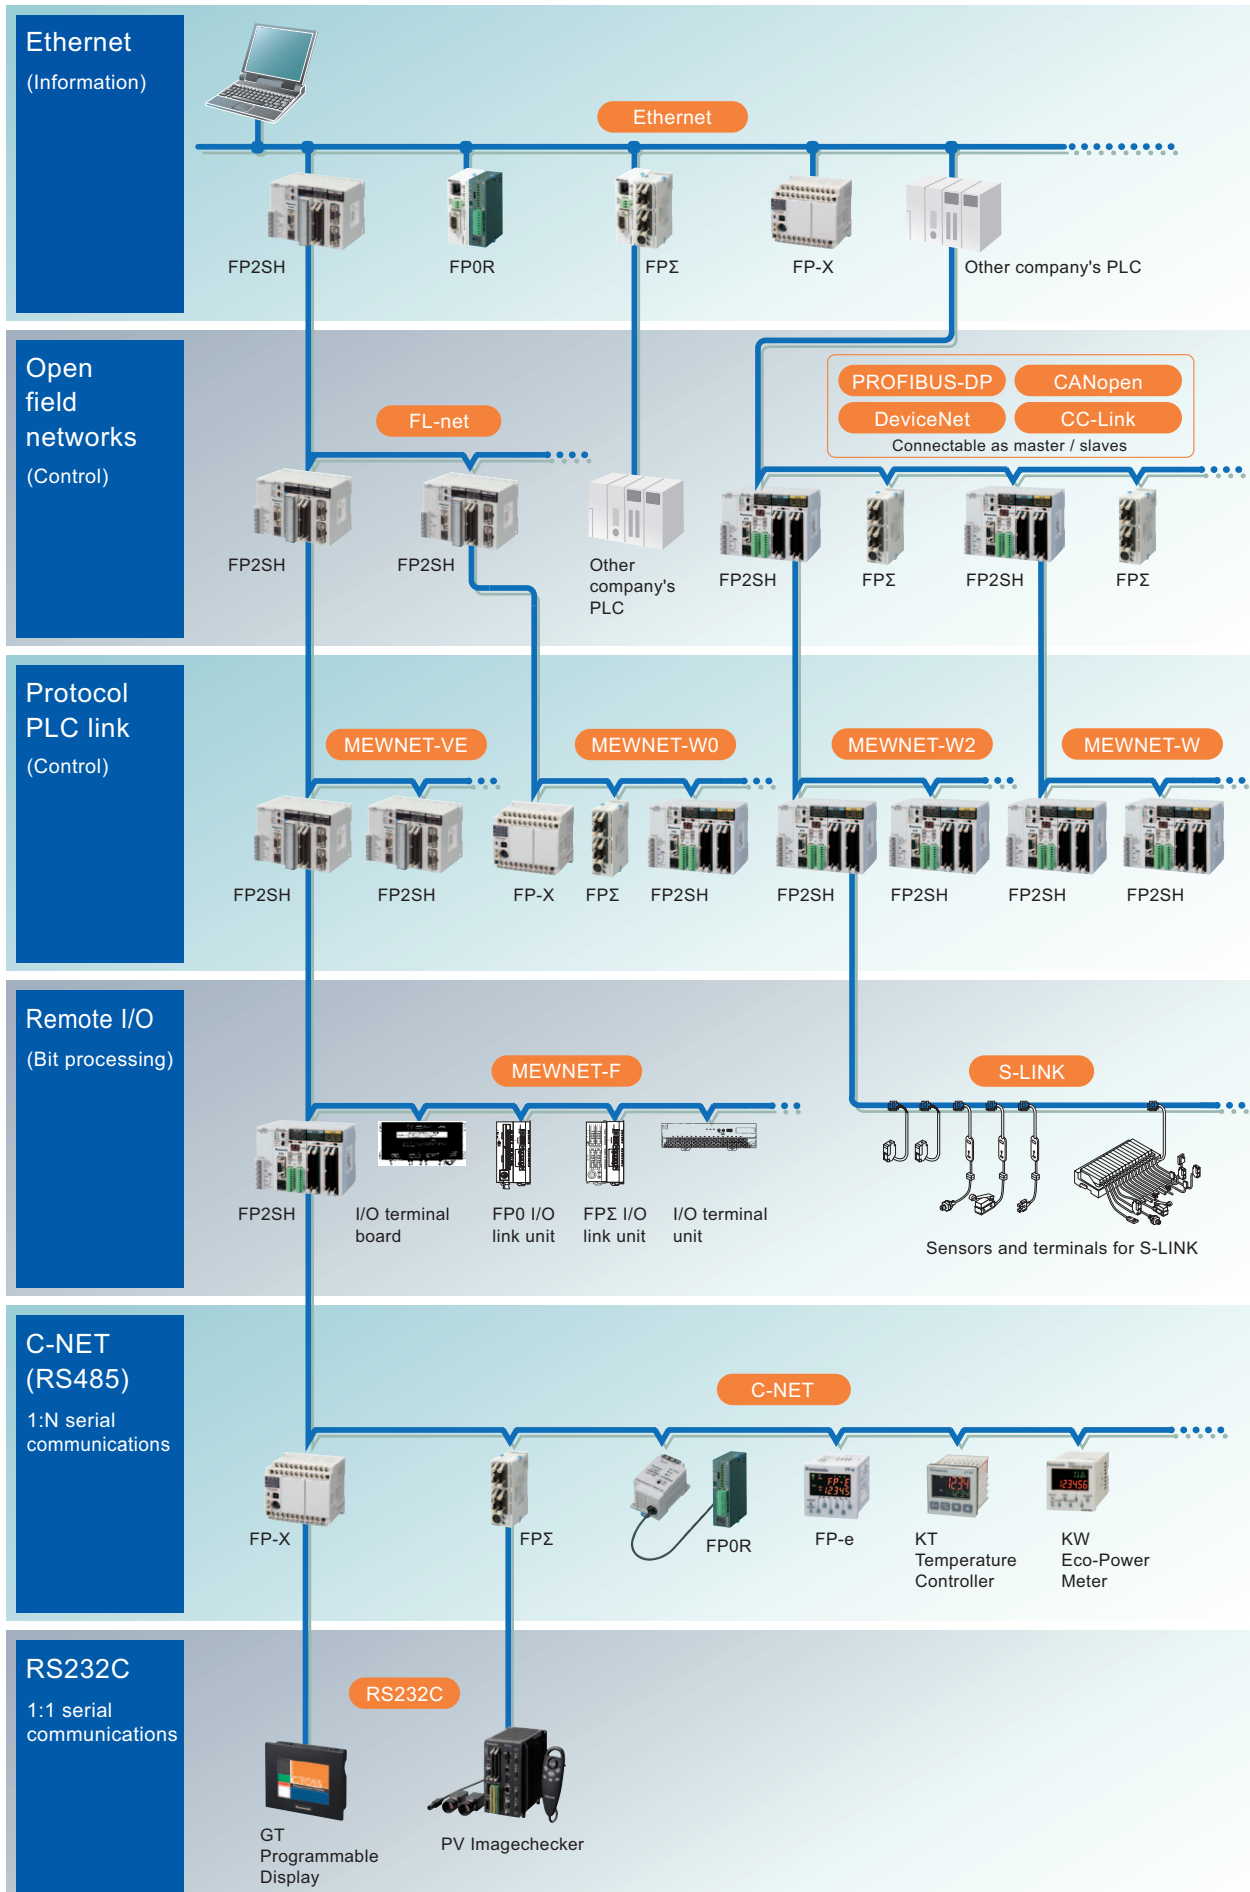 Ethernet
(Information)
Ethernet
FP2SH
FP0R
FPΣ
FP-X
Other company's PLC
Open
field
networks
(Control)
FL-net
PROFIBUS-DP
CANopen
DeviceNet
CC-Link
Connectable as master / slaves
FP2SH
FP2SH
Other
company's
PLC
FP2SH
FPΣ
FP2SH
FPΣ
Protocol
PLC link
(Control)
MEWNET-VE
MEWNET-W0
MEWNET-W2
MEWNET-W
FP2SH
FP2SH
FP-X
FPΣ
FP2SH
FP2SH
FP2SH
FP2SH
FP2SH
Remote I/O
(Bit processing)
MEWNET-F
S-LINK
FP2SH
I/O terminal
board
FP0 I/O
link unit
FPΣ I/O
link unit
I/O terminal
unit
Sensors and terminals for S-LINK
C-NET
(RS485)
1:N serial
communications
C-NET
FP-X
FPΣ
FP0R
FP-e
KT
Temperature
Controller
KW
Eco-Power
Meter
RS232C
1:1 serial
communications
RS232C
GT
Programmable
Display
PV Imagechecker